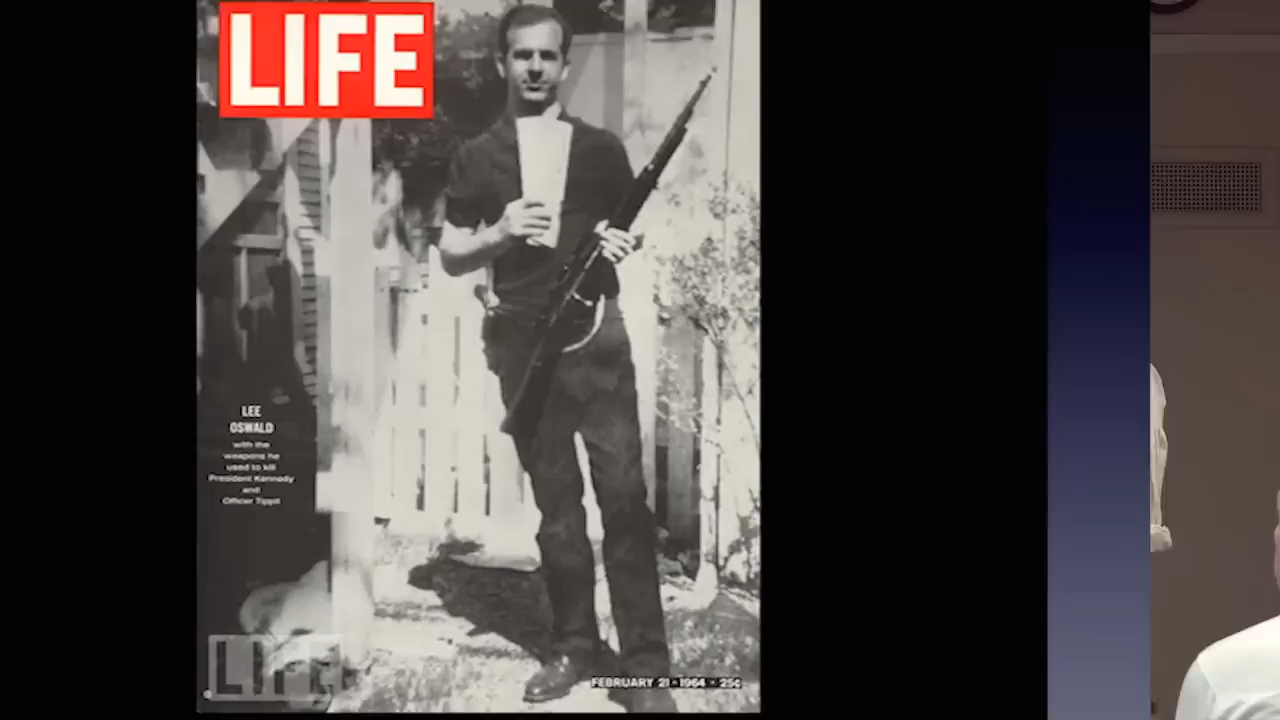 LIFE
LEE
OSWALD
with the
weapons he
used to kill
President Kennedy
and
Officer Tippit
LIFE
FEBRUARY 21 · 1964 · 25¢